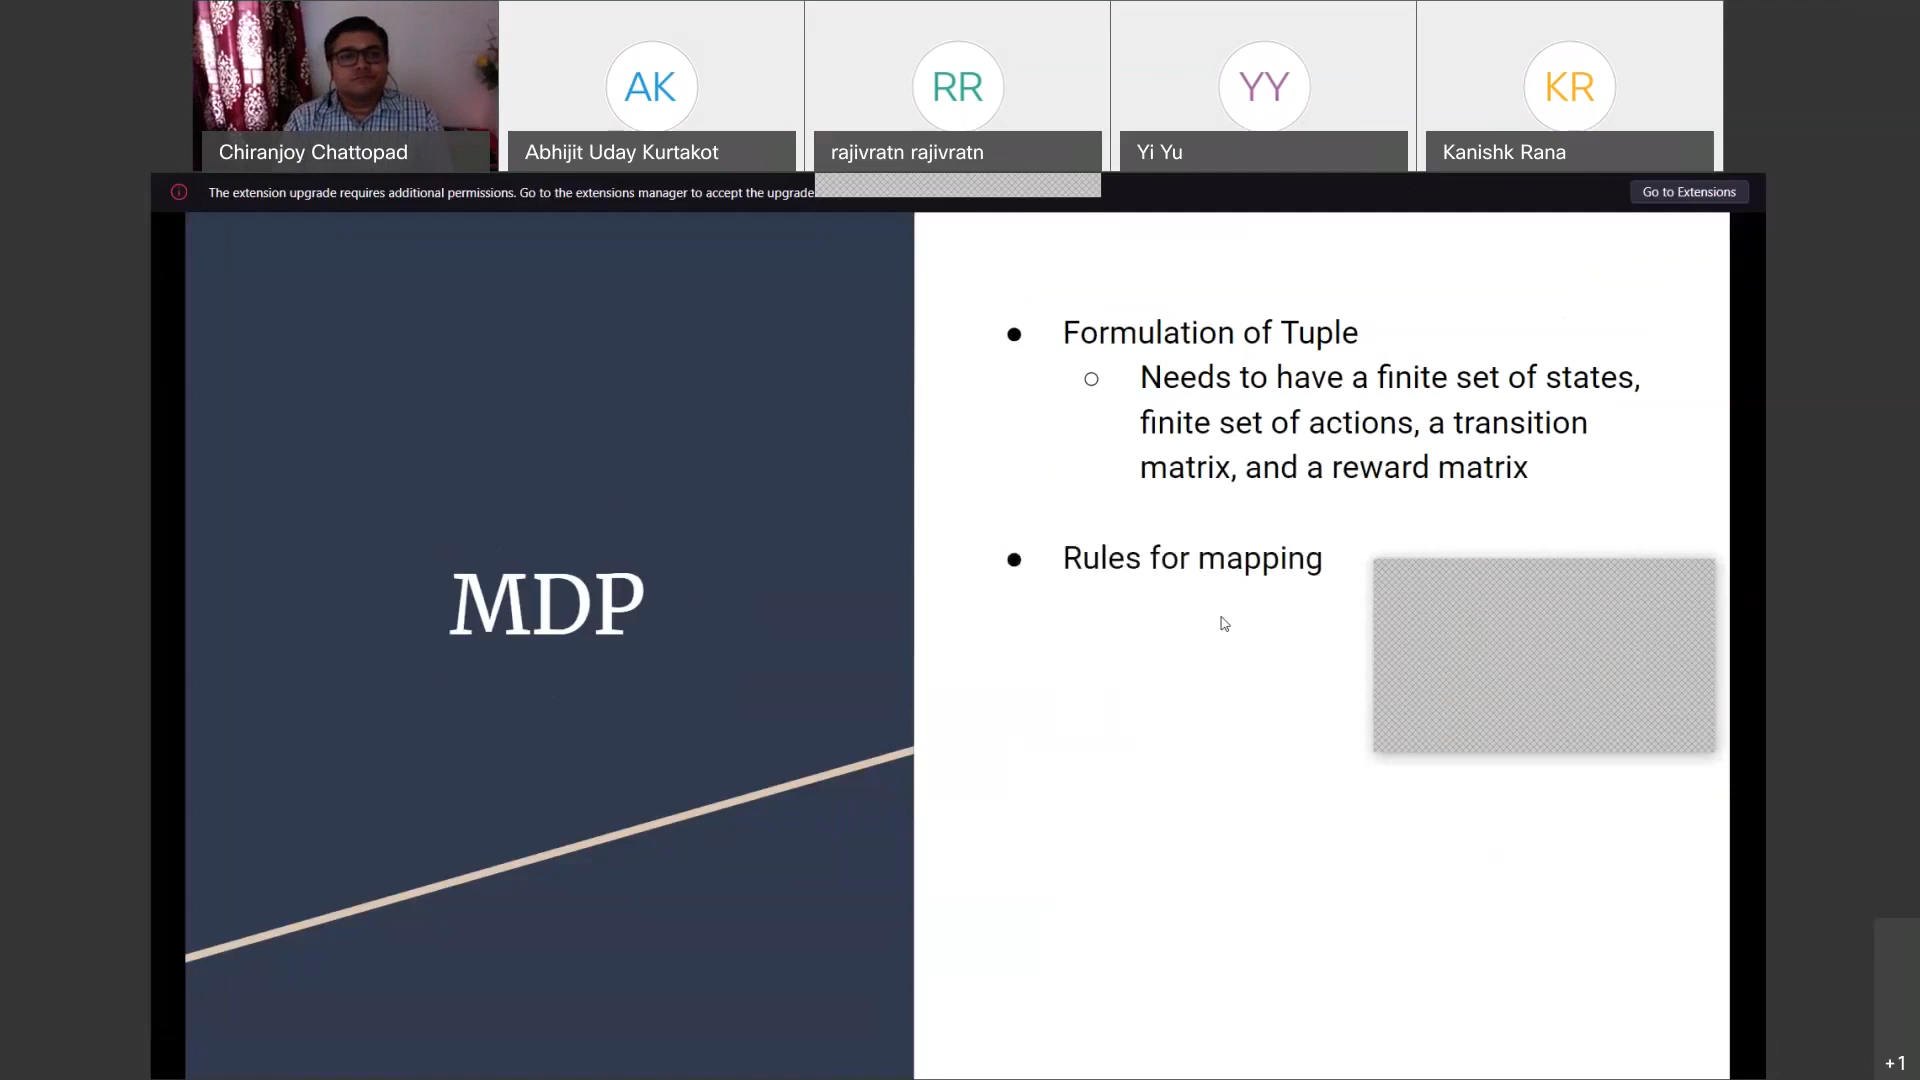 AK
RR
YY
KR
Chiranjoy Chattopad
Abhijit Uday Kurtakot
rajivratn rajivratn
Yi Yu
Kanishk Rana
The extension upgrade requires additional permissions. Go to the extensions manager to accept the upgrade
Go to Extensions
MDP
● Formulation of Tuple
○ Needs to have a finite set of states,
finite set of actions, a transition
matrix, and a reward matrix
● Rules for mapping
+1